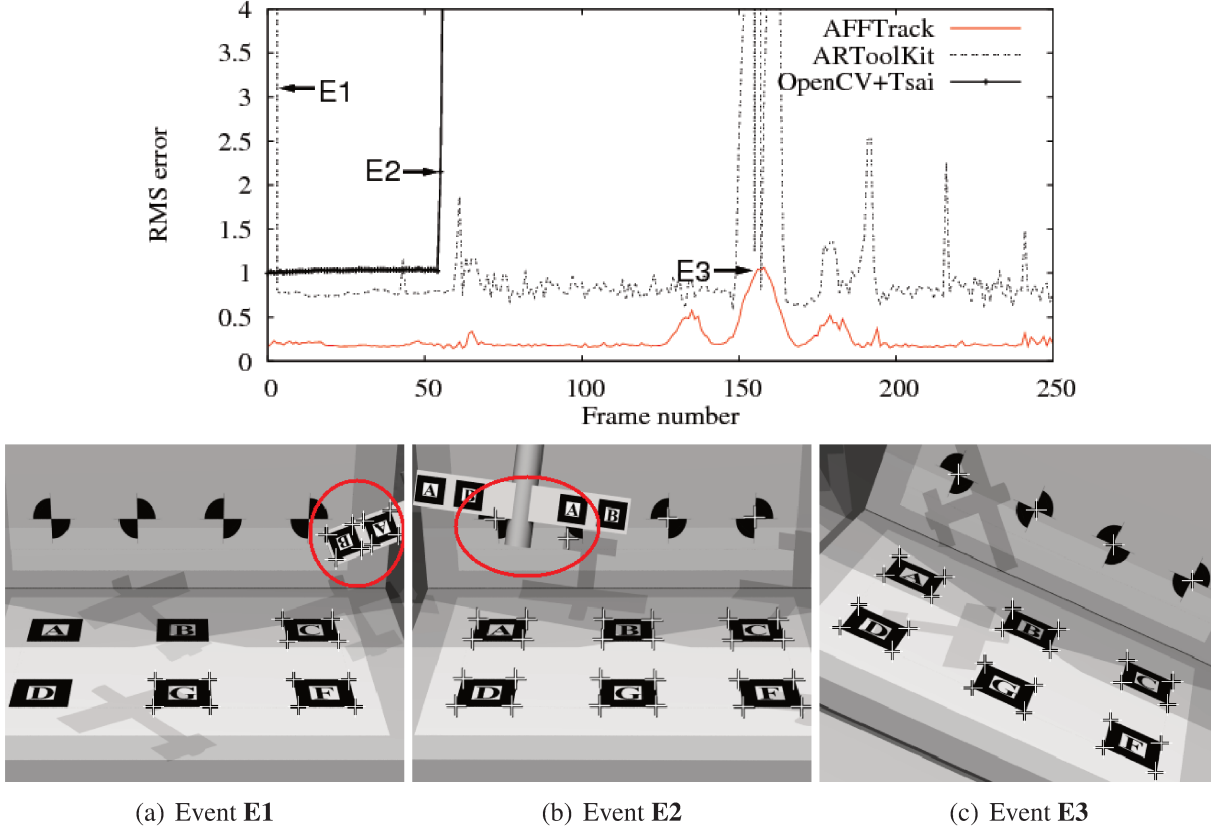 4
3.5
3
2.5
2
1.5
1
0.5
0
RMS error
AFFTrack
ARToolKit
OpenCV+Tsai
E1
E2
E3
0 50 100 150 200 250
Frame number
A B
A B C
D G F
A B A B
A B C
D G F
A B C
D G F
(a) Event E1
(b) Event E2
(c) Event E3